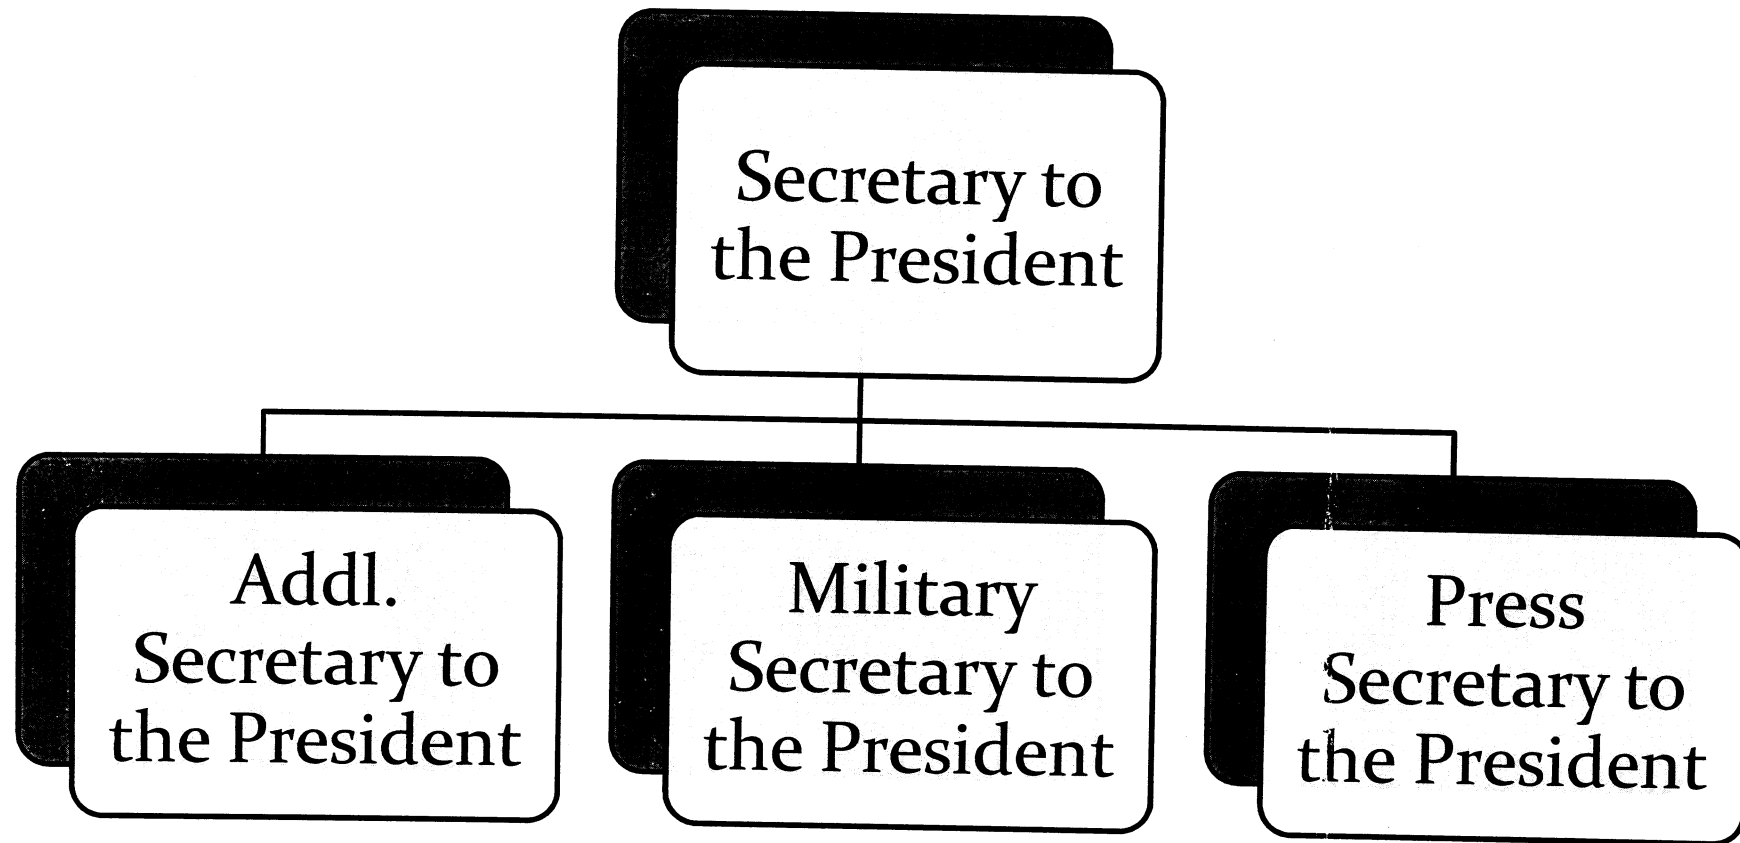 Secretary to
the President
Addl.
Secretary to
the President
Military
Secretary to
the President
Press
Secretary to
the President